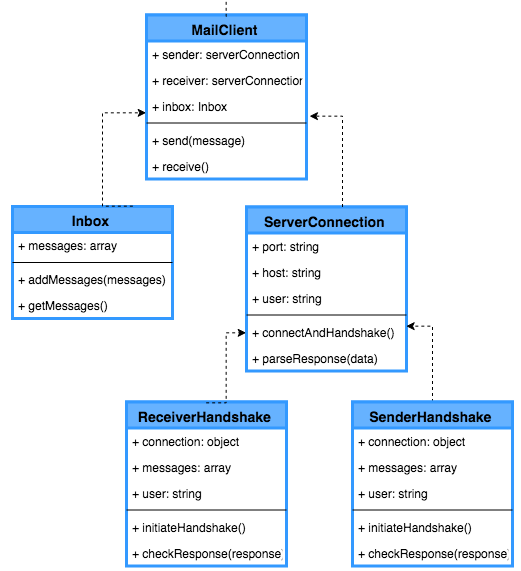 MailClient
+ sender: serverConnection
+ receiver: serverConnection
+ inbox: Inbox
+ send(message)
+ receive()
Inbox
+ messages: array
+ addMessages(messages)
+ getMessages()
ServerConnection
+ port: string
+ host: string
+ user: string
+ connectAndHandshake()
+ parseResponse(data)
ReceiverHandshake
+ connection: object
+ messages: array
+ user: string
+ initiateHandshake()
+ checkResponse(response)
SenderHandshake
+ connection: object
+ messages: array
+ user: string
+ initiateHandshake()
+ checkResponse(response)